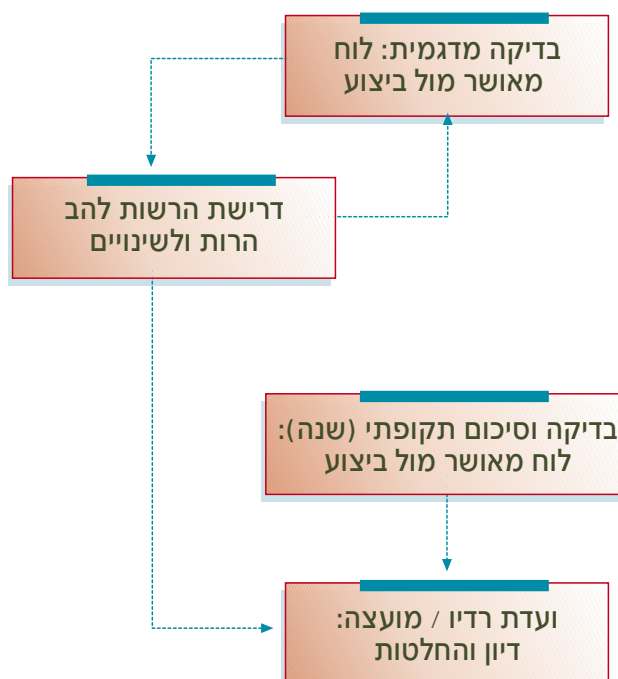 בדיקה מדגמית: לוח
מאושר מול ביצוע
דרישת הרשות להב
הרות ולשינויים
בדיקה וסיכום תקופתי (שנה):
לוח מאושר מול ביצוע
ועדת רדיו / מועצה:
דיון והחלטות